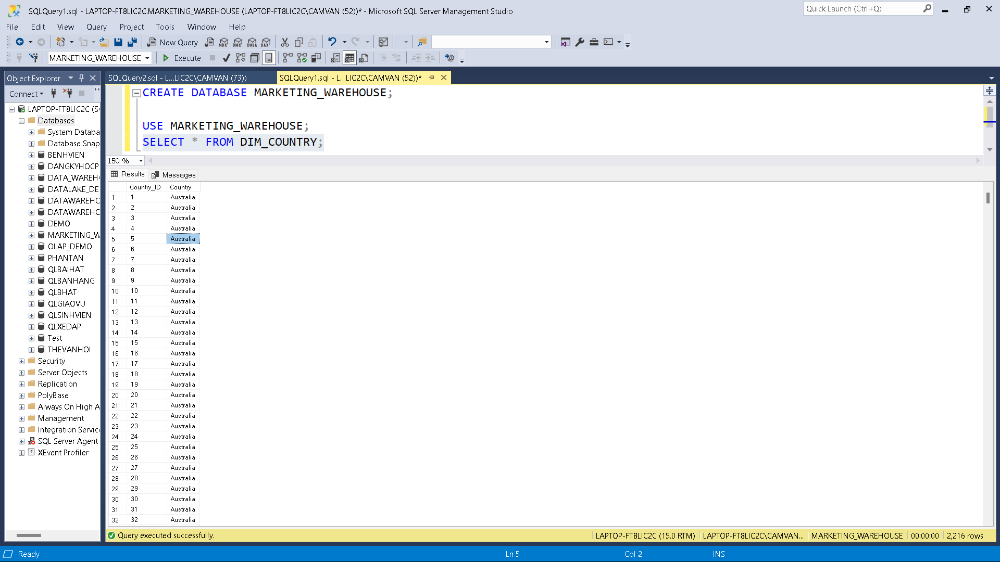 SQLQuery1.sql - LAPTOP-FT8LIC2C.MARKETING_WAREHOUSE (LAPTOP-FT8LIC2C\CAMVAN (52))* - Microsoft SQL Server Management Studio
Quick Launch (Ctrl+Q)
File Edit View Query Project Tools Window Help
New Query MDX DMX XMLA DAX
MARKETING_WAREHOUSE Execute
Object Explorer
SQLQuery2.sql - L...LIC2C\CAMVAN (73))
SQLQuery1.sql - L...LIC2C\CAMVAN (52))*
Connect
LAPTOP-FT8LIC2C (S
Databases
System Databa
Database Snap
BENHVIEN
DANGKYHOCP
DATA_WAREH
DATALAKE_DE
DATAWAREHO
DATAWAREHO
DEMO
MARKETING_W
OLAP_DEMO
PHANTAN
QLBAIHAT
QLBANHANG
QLBHAT
QLGIAOVU
QLSINHVIEN
QLXEDAP
Test
THEVANHOI
Security
Server Objects
Replication
PolyBase
Always On High A
Management
Integration Servic
SQL Server Agent
XEvent Profiler
CREATE DATABASE MARKETING_WAREHOUSE;
USE MARKETING_WAREHOUSE;
SELECT * FROM DIM_COUNTRY;
150 %
Results Messages
Country_ID Country
1 1 Australia
2 2 Australia
3 3 Australia
4 4 Australia
5 5 Australia
6 6 Australia
7 7 Australia
8 8 Australia
9 9 Australia
10 10 Australia
11 11 Australia
12 12 Australia
13 13 Australia
14 14 Australia
15 15 Australia
16 16 Australia
17 17 Australia
18 18 Australia
19 19 Australia
20 20 Australia
21 21 Australia
22 22 Australia
23 23 Australia
24 24 Australia
25 25 Australia
26 26 Australia
27 27 Australia
28 28 Australia
29 29 Australia
30 30 Australia
31 31 Australia
32 32 Australia
Query executed successfully.
LAPTOP-FT8LIC2C (15.0 RTM) LAPTOP-FT8LIC2C\CAMVAN... MARKETING_WAREHOUSE 00:00:00 2,216 rows
Ready Ln 5 Col 2 INS